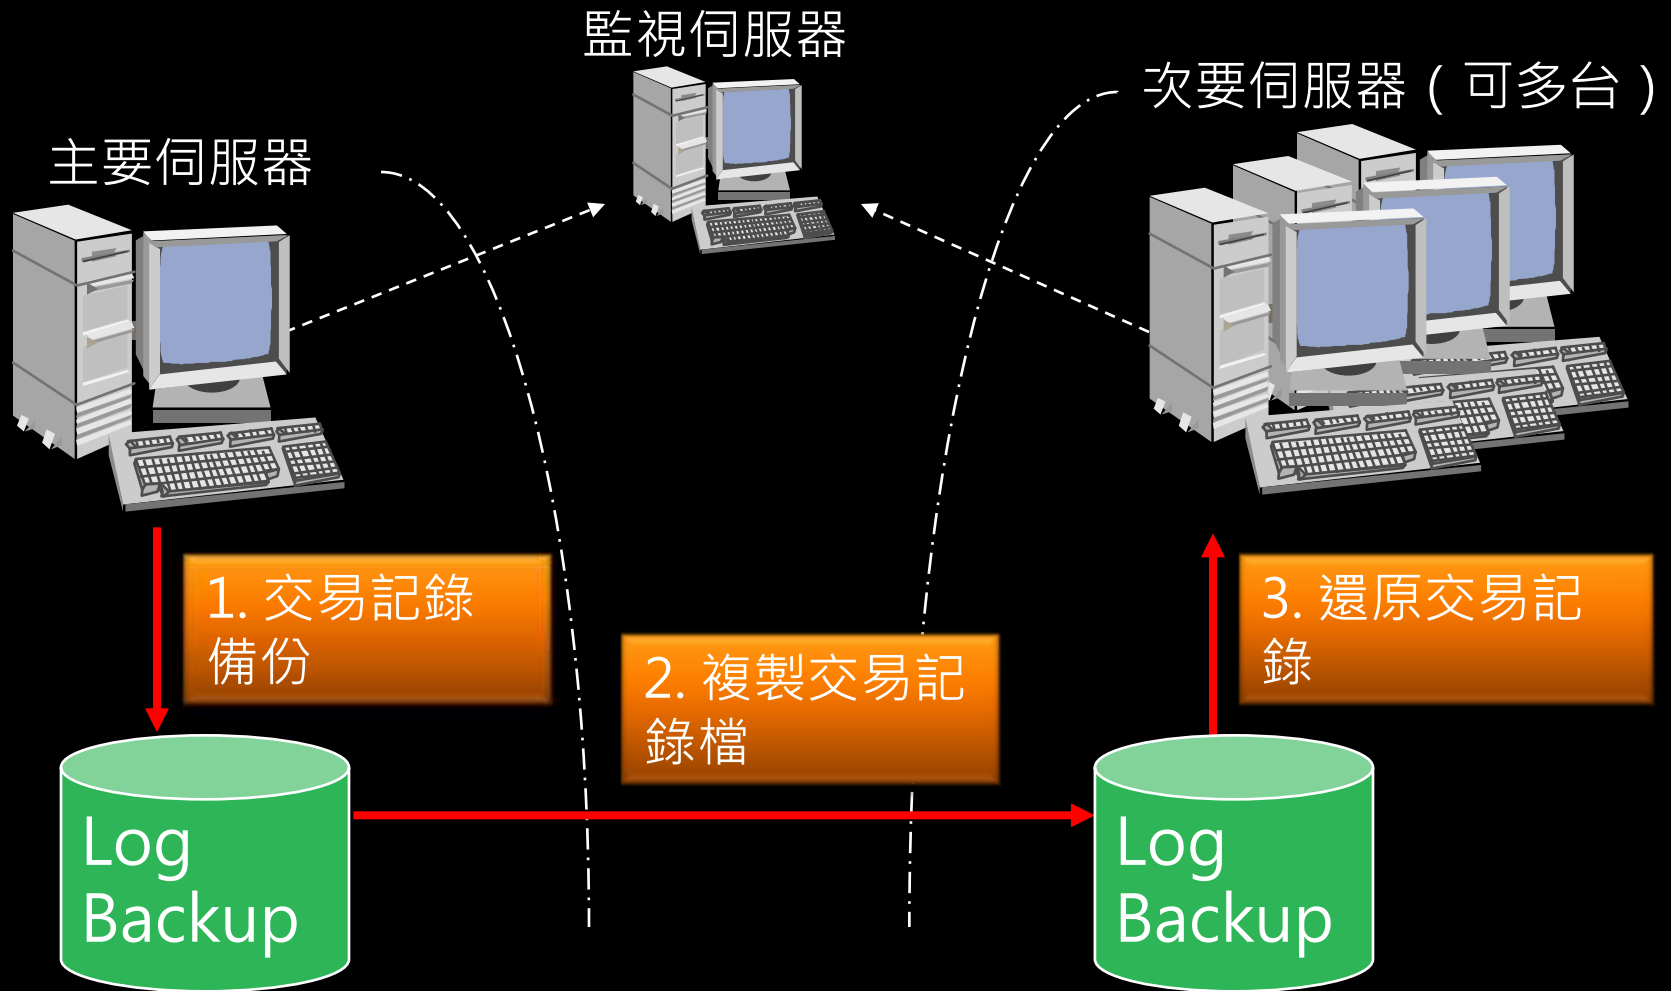 監視伺服器
次要伺服器 ( 可多台 )
主要伺服器
1. 交易記錄
備份
2. 複製交易記
錄檔
3. 還原交易記
錄
Log
Backup
Log
Backup